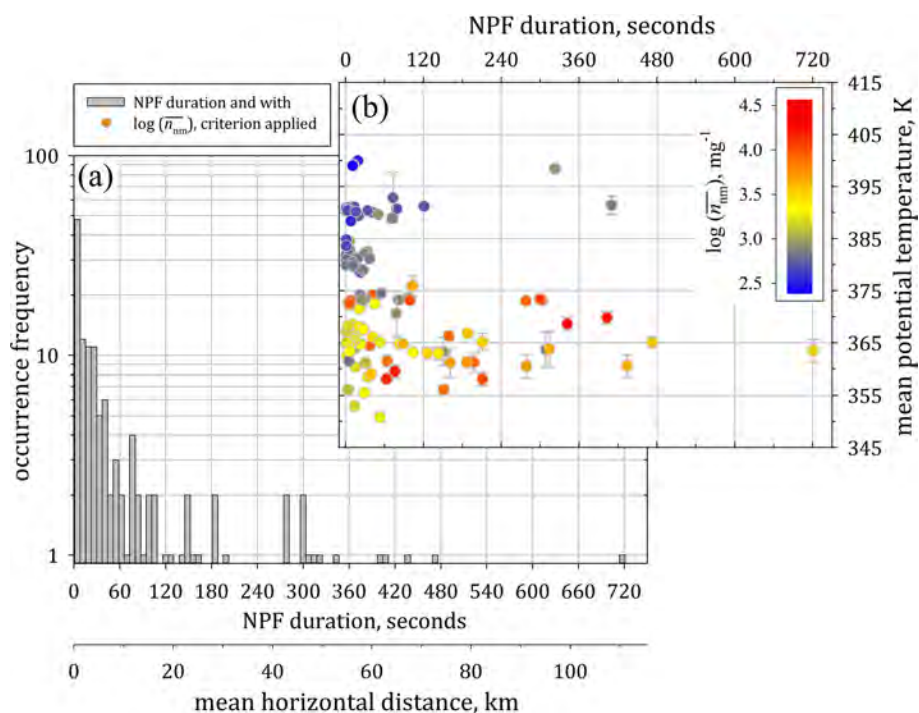 NPF duration, seconds
0 120 240 360 480 600 720
NPF duration and with
log (n̅nm), criterion applied
(b)
log (n̅nm), mg-1
4.5
4.0
3.5
3.0
2.5
415
405
395
385
375
365
355
345
mean potential temperature, K
(a)
100
10
1
occurrence frequency
0 60 120 180 240 300 360 420 480 540 600 660 720
NPF duration, seconds
0 20 40 60 80 100
mean horizontal distance, km